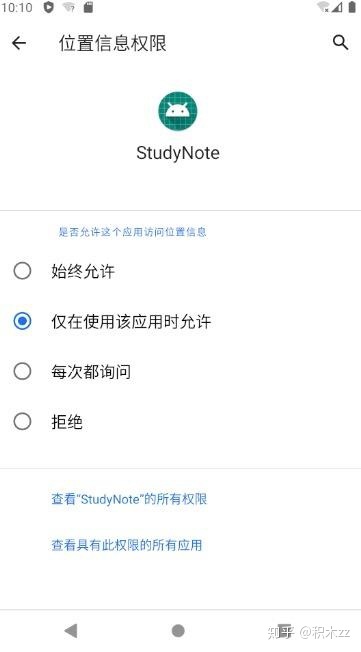 10:10
位置信息权限
StudyNote
是否允许这个应用访问位置信息
始终允许
仅在使用该应用时允许
每次都询问
拒绝
查看“StudyNote”的所有权限
查看具有此权限的所有应用
知乎 @积木zz